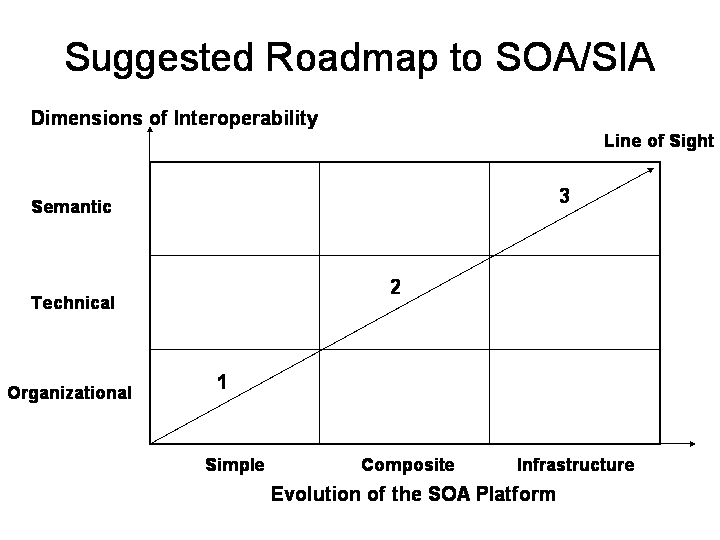 Suggested Roadmap to SOA/SIA
Dimensions of Interoperability
Line of Sight
3
Semantic
2
Technical
1
Organizational
Simple Composite Infrastructure
Evolution of the SOA Platform